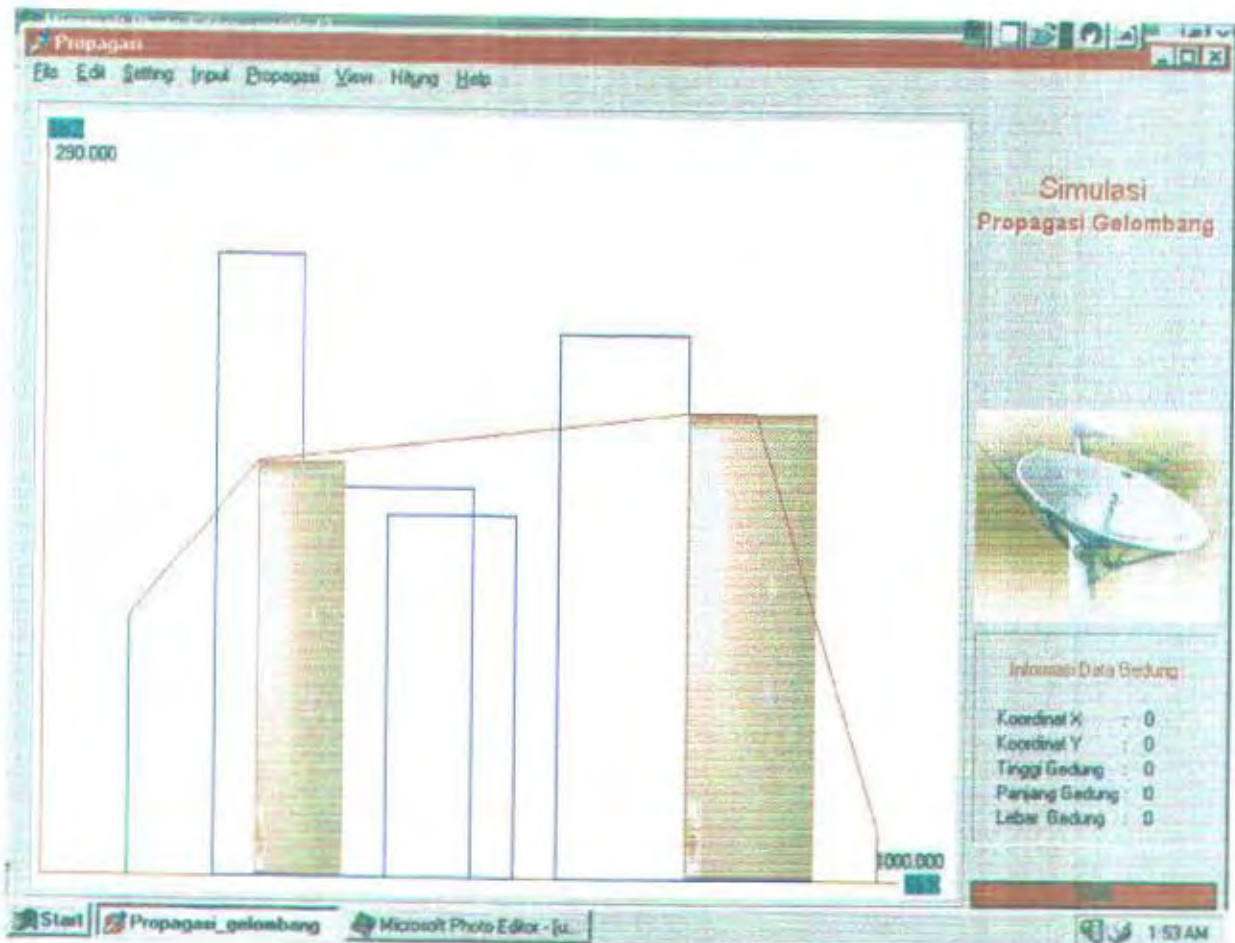 Propagasi
File Edit Setting Input Propagasi View Hitung Help
290.000
Simulasi
Propagasi Gelombang
Informasi Data Gedung
Koordinat X : 0
Koordinat Y : 0
Tinggi Gedung : 0
Panjang Gedung : 0
Lebar Gedung : 0
1000.000
Start Propagasi_gelombang Microsoft Photo Editor - [u...
1:53 AM